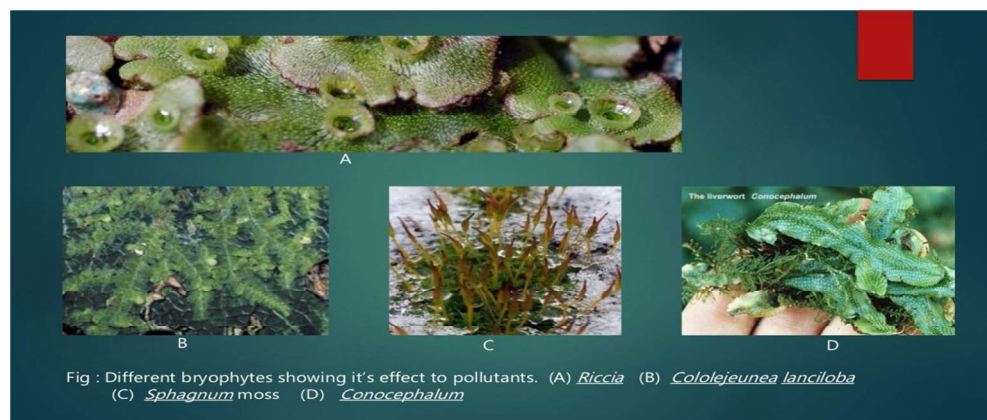 A
The liverwort Conocephalum
B
C
D
Fig : Different bryophytes showing it's effect to pollutants. (A) Riccia (B) Cololejeunea lanciloba
(C) Sphagnum moss (D) Conocephalum